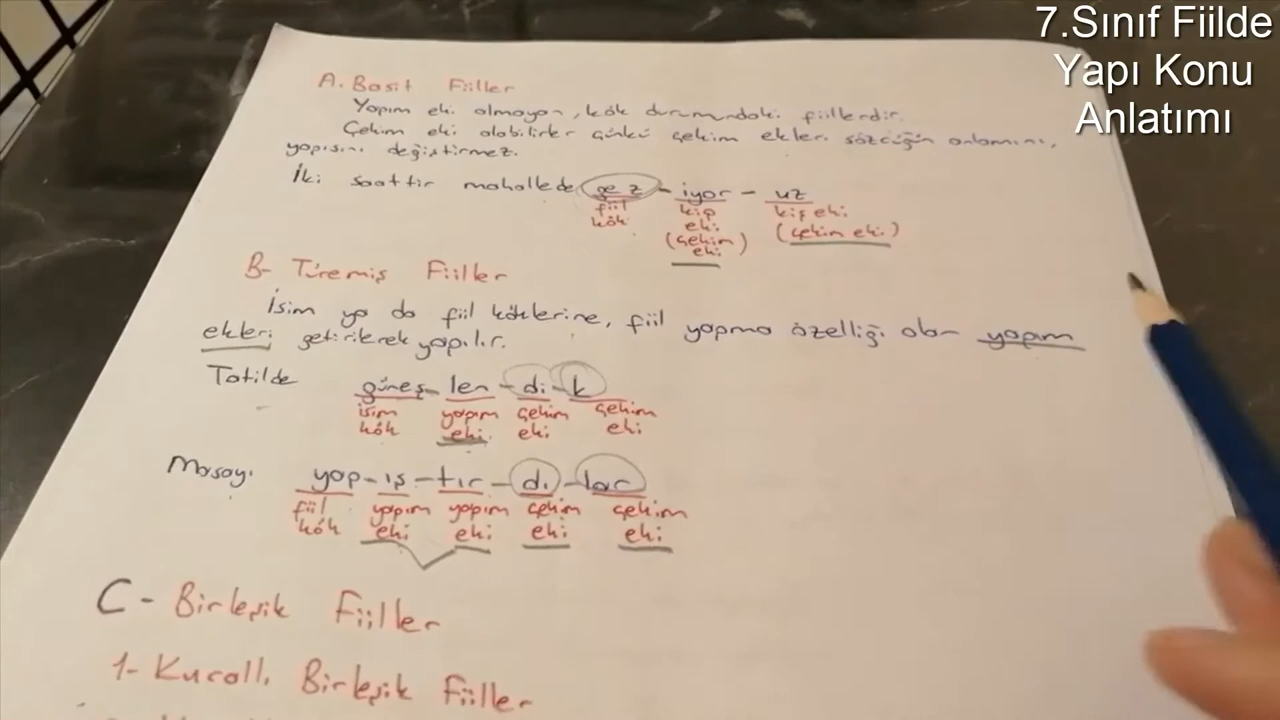 7.Sınıf Fiilde
Yapı Konu
Anlatımı
A. Basit Fiiller
Yapım eki olmayan, kök durumundaki fiillerdir.
Çekim eki alabilirler çünkü çekim ekleri sözcüğün anlamını,
yapısını değiştirmez.
İki saattir mahallede gez - iyor - uz
fiil kip kiş eki
kök eki (çekim eki)
(çekim
eki)
B- Türemiş Fiiller
İsim ya da fiil köklerine, fiil yapma özelliği olan yapım
ekleri getirilerek yapılır.
Tatilde güneş - len - di - k
isim yapım çekim çekim
kök eki eki eki
Masayı yap - ış - tır - dı - lar
fiil yapım yapım çekim çekim
kök eki eki eki eki
C - Birleşik Fiiller
1- Kurallı Birleşik Fiiller